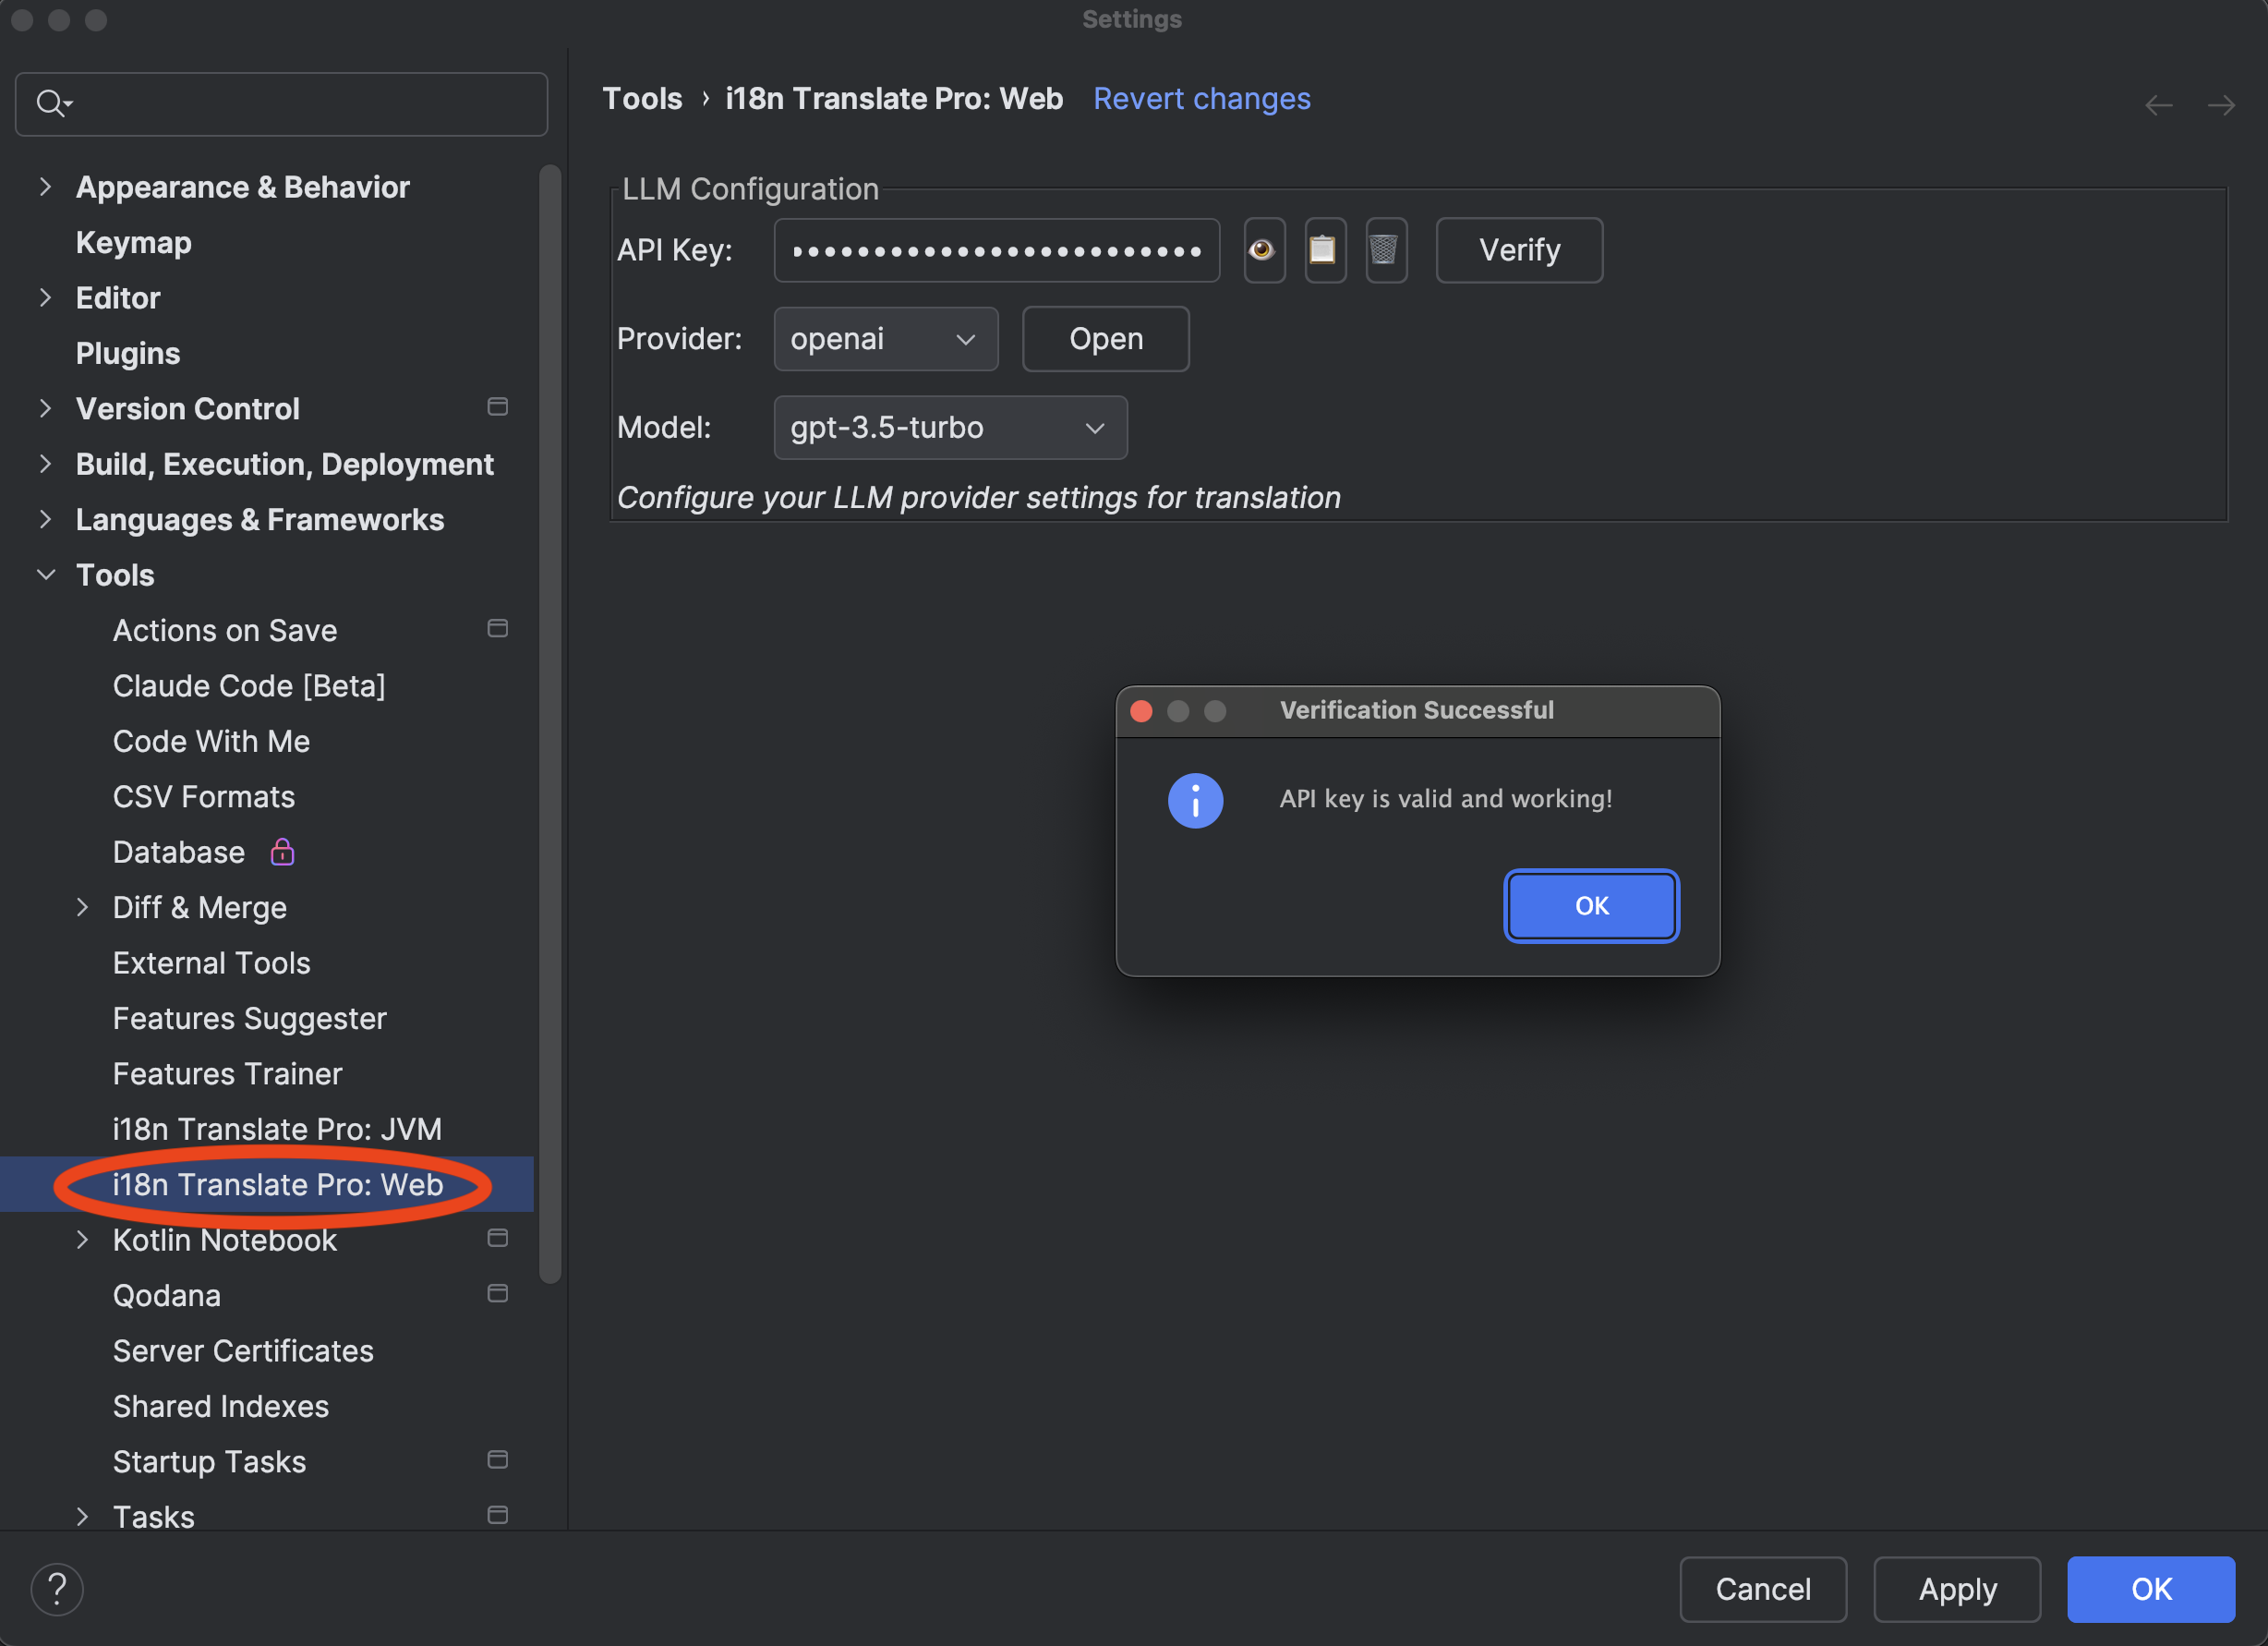 Settings
Tools › i18n Translate Pro: Web Revert changes
Appearance & Behavior
Keymap
Editor
Plugins
Version Control
Build, Execution, Deployment
Languages & Frameworks
Tools
Actions on Save
Claude Code [Beta]
Code With Me
CSV Formats
Database
Diff & Merge
External Tools
Features Suggester
Features Trainer
i18n Translate Pro: JVM
i18n Translate Pro: Web
Kotlin Notebook
Qodana
Server Certificates
Shared Indexes
Startup Tasks
Tasks
LLM Configuration
API Key: ••••••••••••••••••••••••• Verify
Provider: openai Open
Model: gpt-3.5-turbo
Configure your LLM provider settings for translation
Verification Successful
API key is valid and working!
OK
? Cancel Apply OK